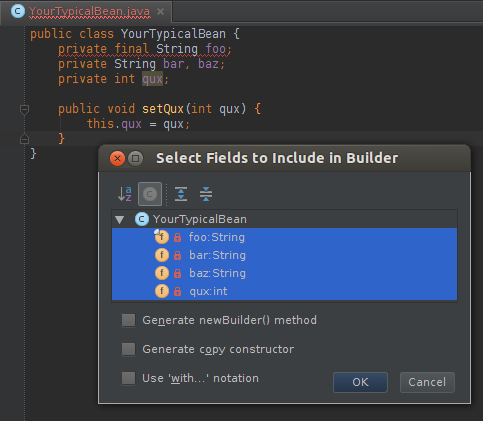 YourTypicalBean.java
public class YourTypicalBean {
private final String foo;
private String bar, baz;
private int qux;
public void setQux(int qux) {
this.qux = qux;
}
}
Select Fields to Include in Builder
YourTypicalBean
foo:String
bar:String
baz:String
qux:int
Generate newBuilder() method
Generate copy constructor
Use 'with...' notation
OK Cancel